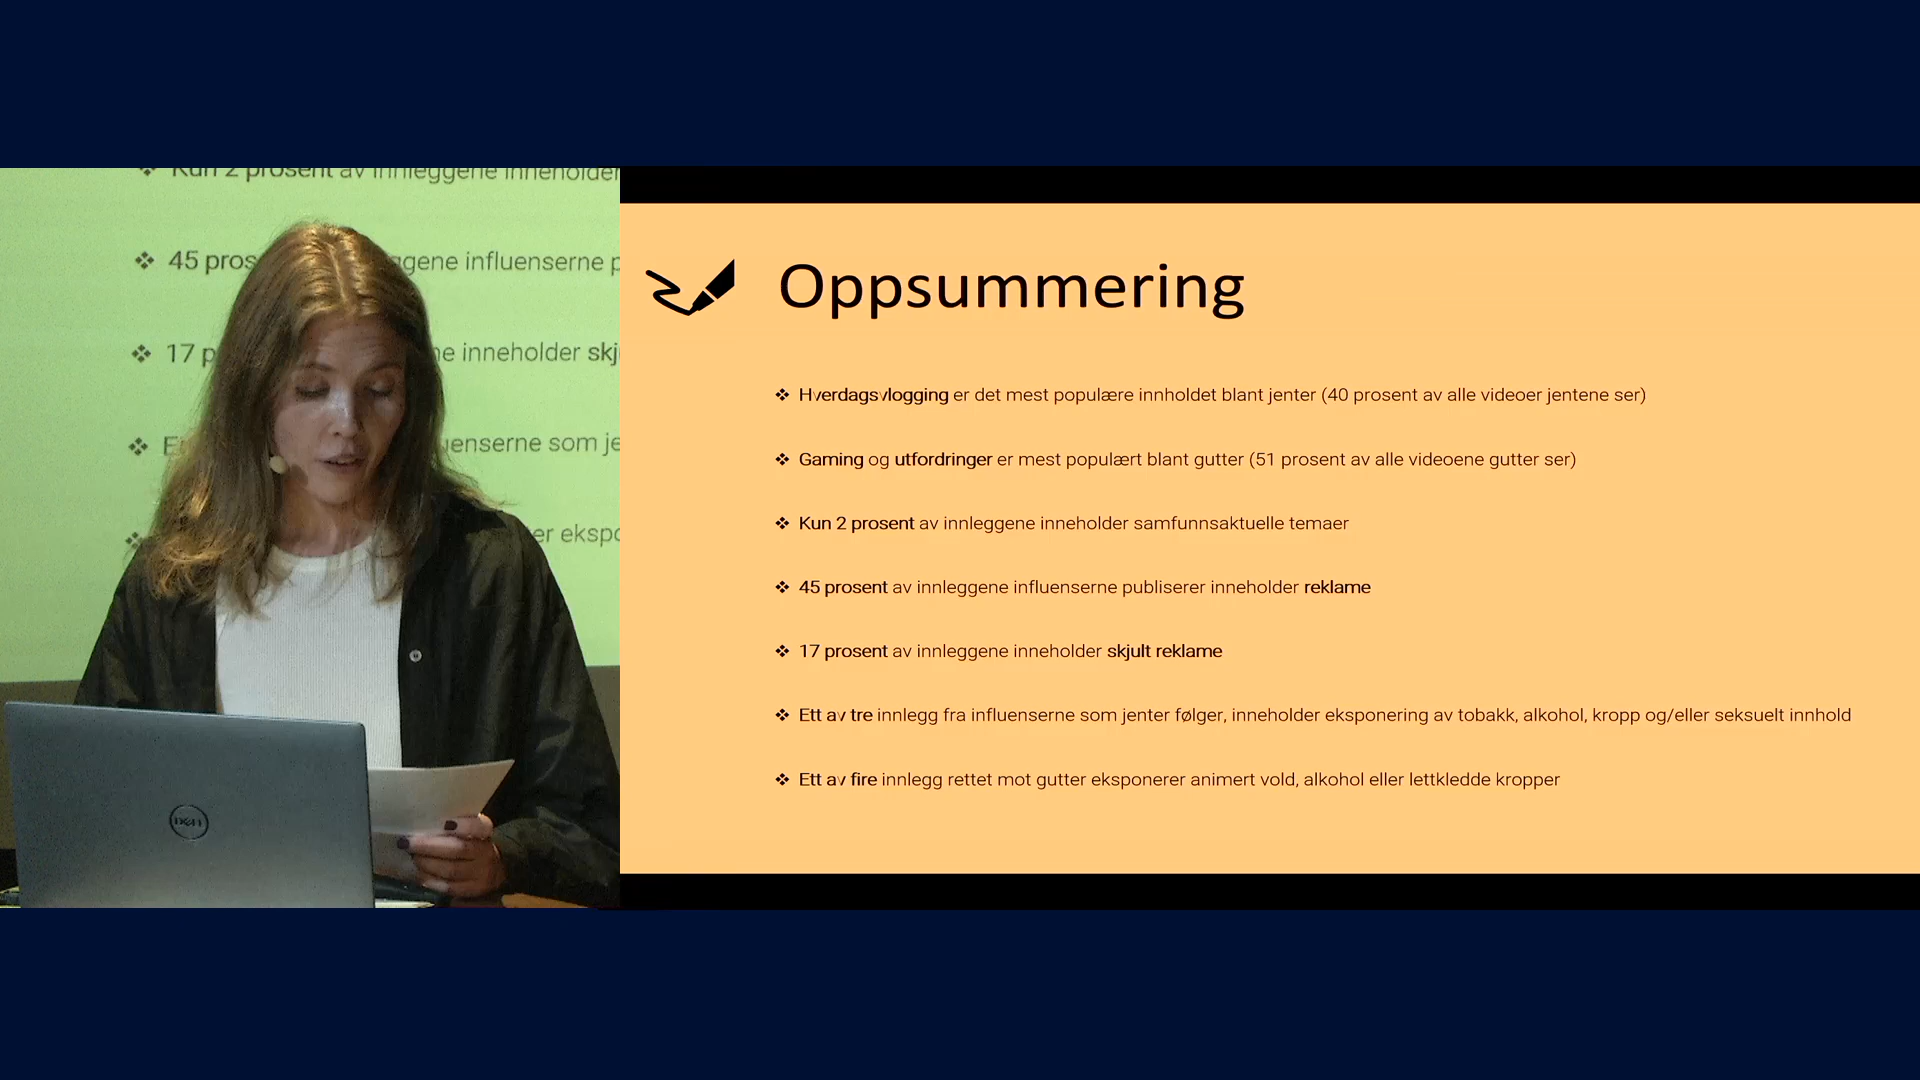 Kun 2 prosent av innleggene inneholder
45 pros
ggene influenserne p
17 p
ne inneholder skj
uenserne som je
er ekspo
DELL
Oppsummering
❖ Hverdagsvlogging er det mest populære innholdet blant jenter (40 prosent av alle videoer jentene ser)
❖ Gaming og utfordringer er mest populært blant gutter (51 prosent av alle videoene gutter ser)
❖ Kun 2 prosent av innleggene inneholder samfunnsaktuelle temaer
❖ 45 prosent av innleggene influenserne publiserer inneholder reklame
❖ 17 prosent av innleggene inneholder skjult reklame
❖ Ett av tre innlegg fra influenserne som jenter følger, inneholder eksponering av tobakk, alkohol, kropp og/eller seksuelt innhold
❖ Ett av fire innlegg rettet mot gutter eksponerer animert vold, alkohol eller lettkledde kropper